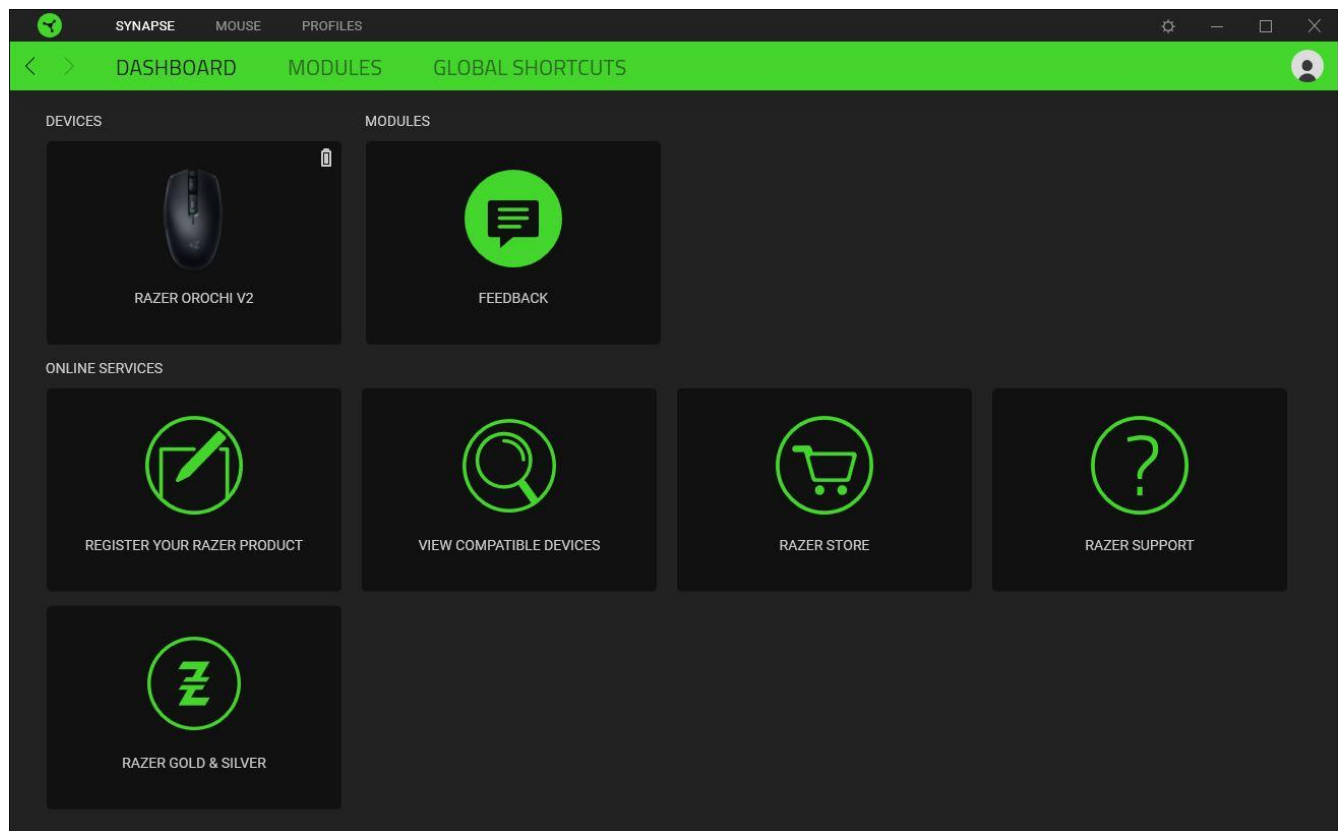 SYNAPSE MOUSE PROFILES
DASHBOARD MODULES GLOBAL SHORTCUTS
DEVICES MODULES
RAZER OROCHI V2 FEEDBACK
ONLINE SERVICES
REGISTER YOUR RAZER PRODUCT VIEW COMPATIBLE DEVICES RAZER STORE RAZER SUPPORT
RAZER GOLD & SILVER